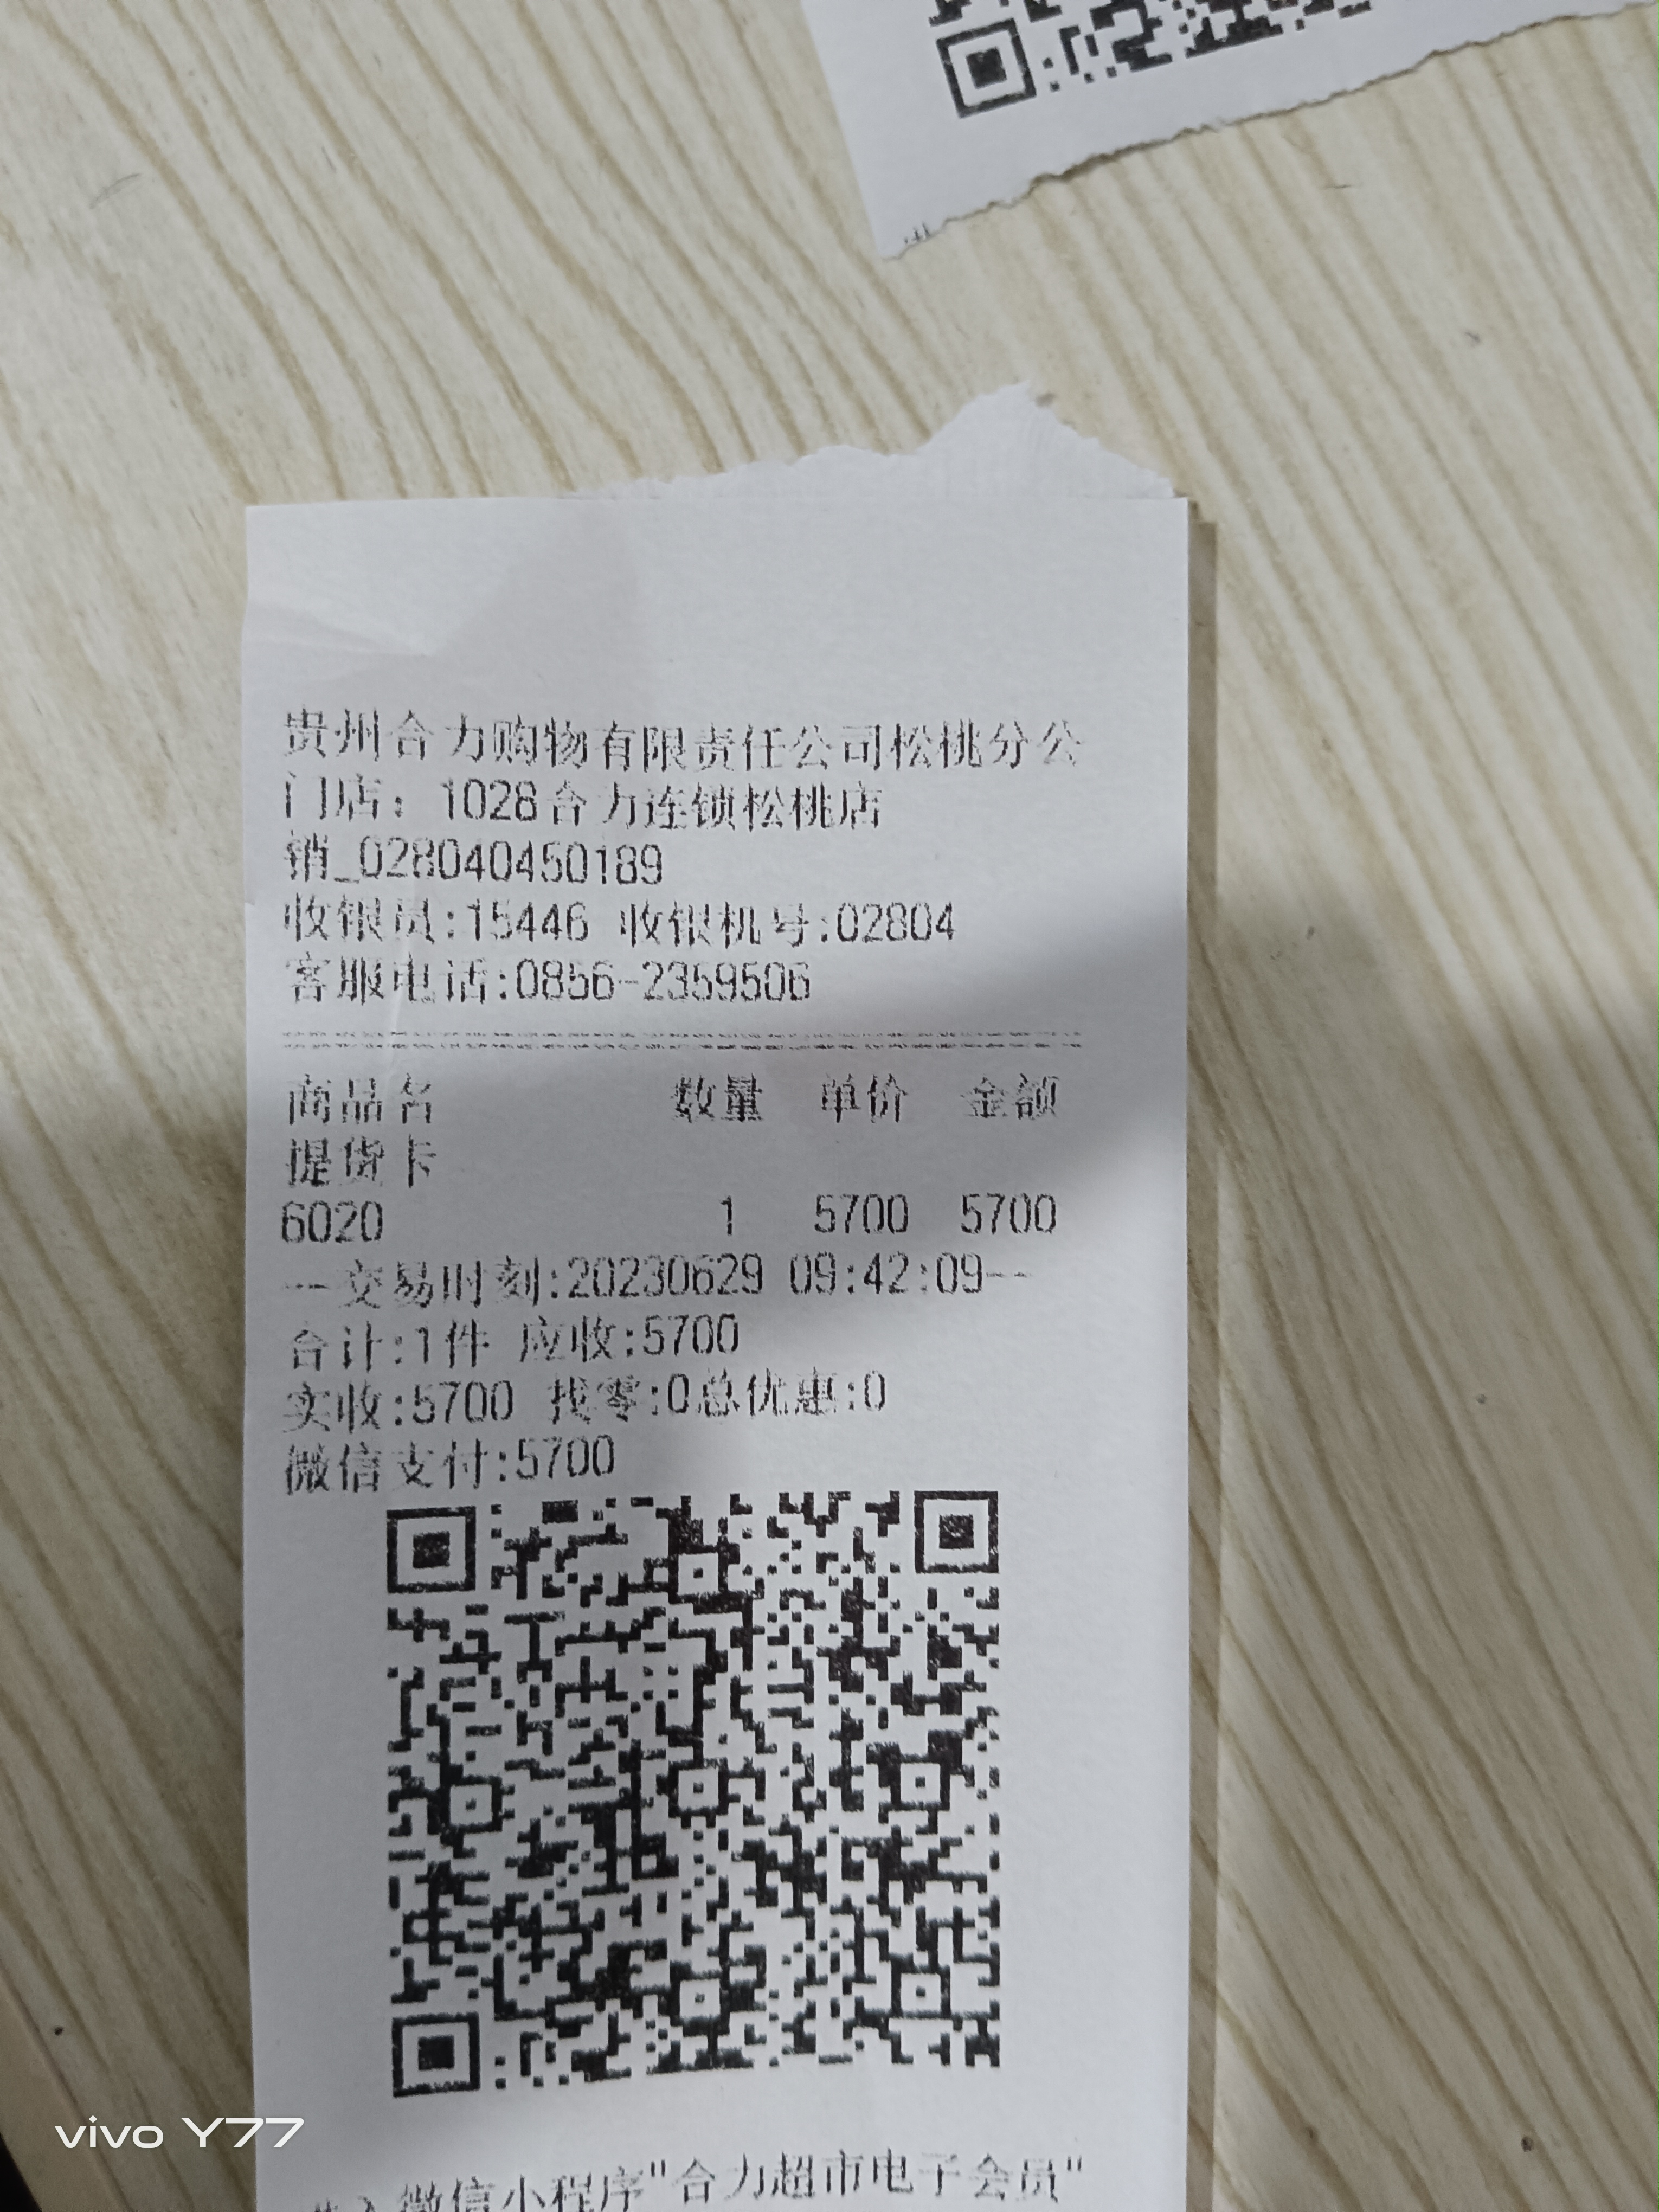 贵州合力购物有限责任公司松桃分公
门店：1028合力连锁松桃店
销_028040450189
收银员:15446 收银机号:02804
客服电话:0856-2359506
商品名 数量 单价 金额
提货卡
6020 1 5700 5700
--交易时刻:20230629 09:42:09--
合计:1件 应收:5700
实收:5700 找零:0总优惠:0
微信支付:5700
微信小程序"合力超市电子会员"
vivo Y77